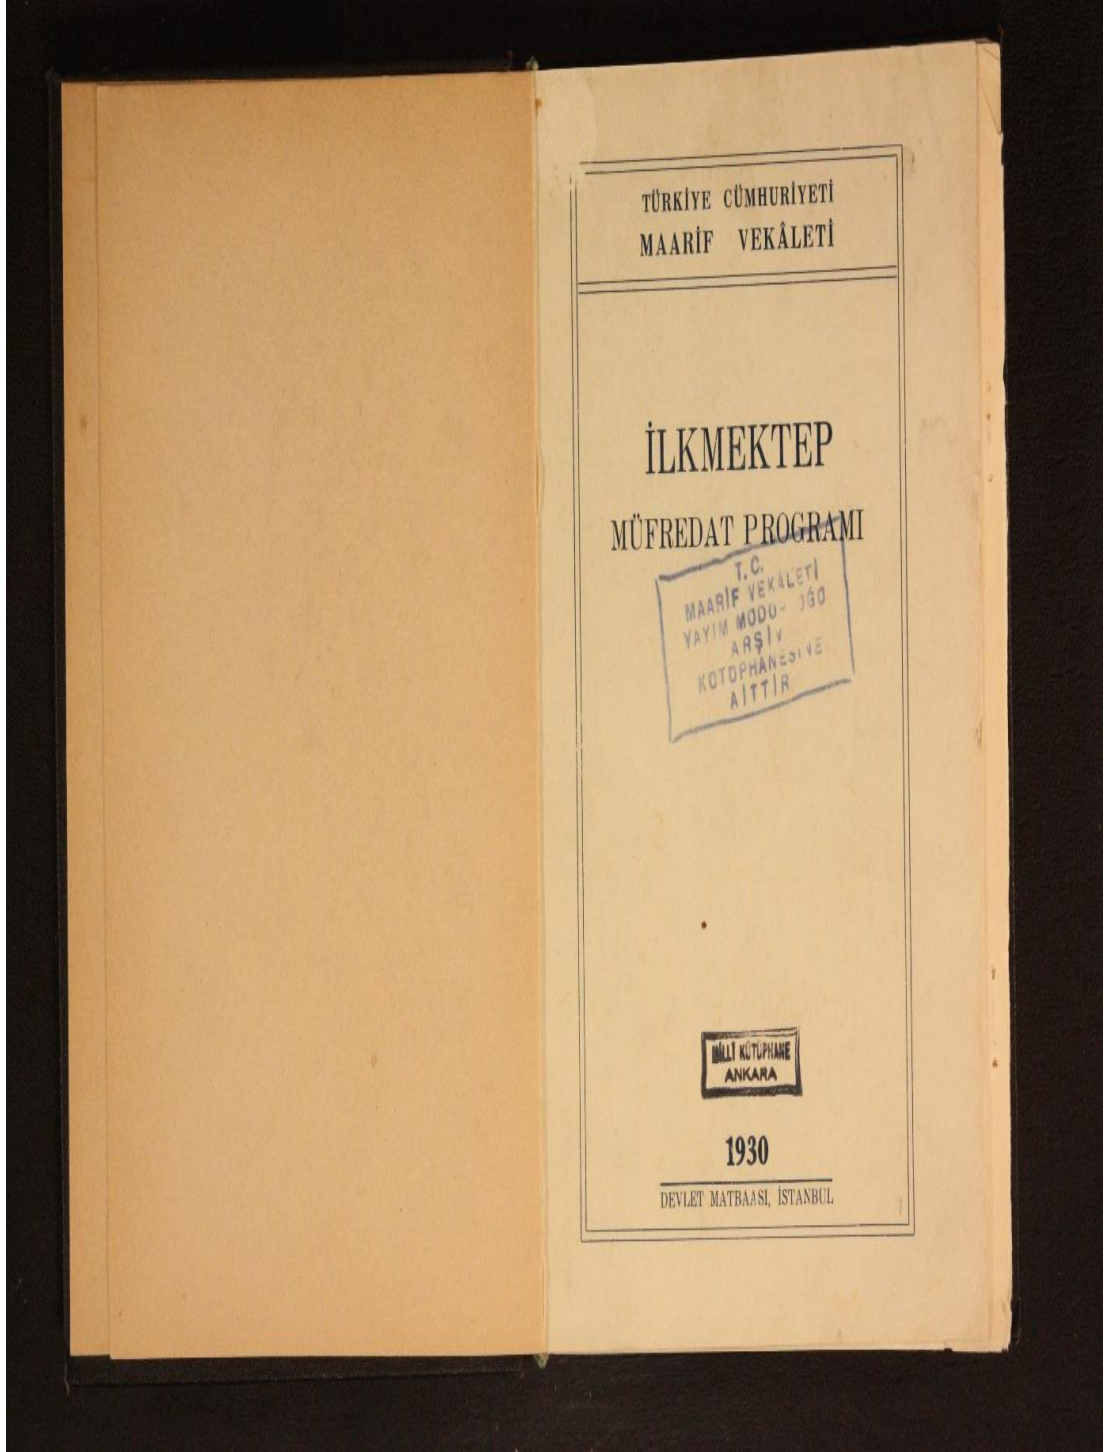 TÜRKİYE CÜMHURİYETİ
MAARİF VEKÂLETİ
İLKMEKTEP
MÜFREDAT PROGRAMI
T. C.
MAARİF VEKÂLETİ
YAYIM
ARŞİV
AİTTİR
MİLLİ KÜTÜPHANE
ANKARA
1930
DEVLET MATBAASI, İSTANBUL